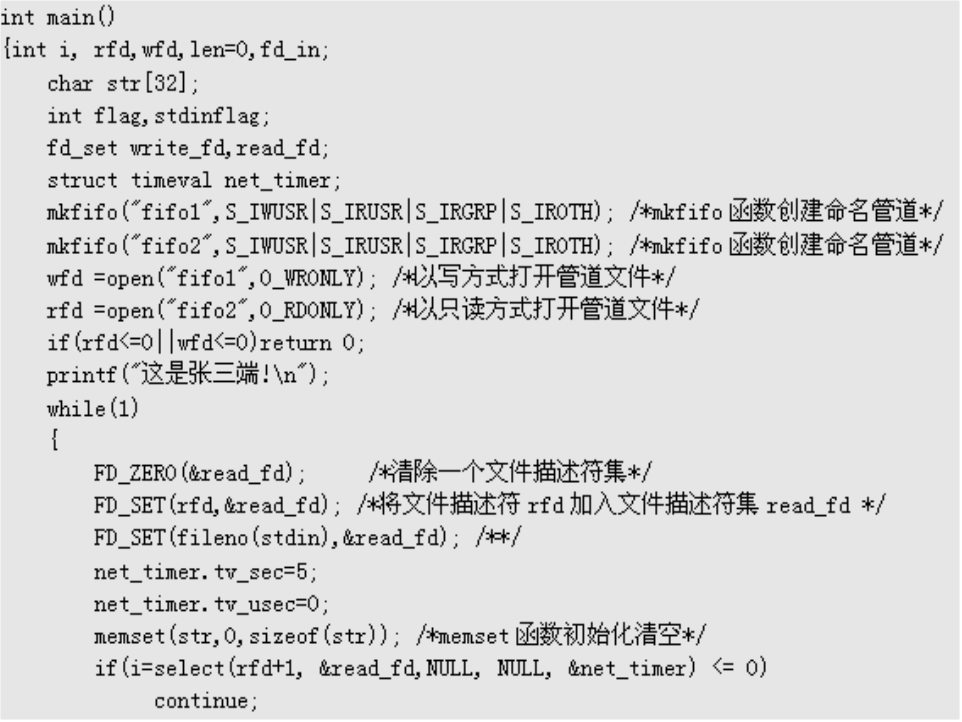 int main()
{int i, rfd,wfd,len=0,fd_in;
char str[32];
int flag,stdinflag;
fd_set write_fd,read_fd;
struct timeval net_timer;
mkfifo("fifo1",S_IWUSR|S_IRUSR|S_IRGRP|S_IROTH); /*mkfifo 函数创建命名管道*/
mkfifo("fifo2",S_IWUSR|S_IRUSR|S_IRGRP|S_IROTH); /*mkfifo 函数创建命名管道*/
wfd =open("fifo1",O_WRONLY); /*以写方式打开管道文件*/
rfd =open("fifo2",O_RDONLY); /*以只读方式打开管道文件*/
if(rfd<=0||wfd<=0)return 0;
printf("这是张三端!\n");
while(1)
{
FD_ZERO(&read_fd); /*清除一个文件描述符集*/
FD_SET(rfd,&read_fd); /*将文件描述符 rfd 加入文件描述符集 read_fd */
FD_SET(fileno(stdin),&read_fd); /**/
net_timer.tv_sec=5;
net_timer.tv_usec=0;
memset(str,0,sizeof(str)); /*memset 函数初始化清空*/
if(i=select(rfd+1, &read_fd,NULL, NULL, &net_timer) <= 0)
continue;